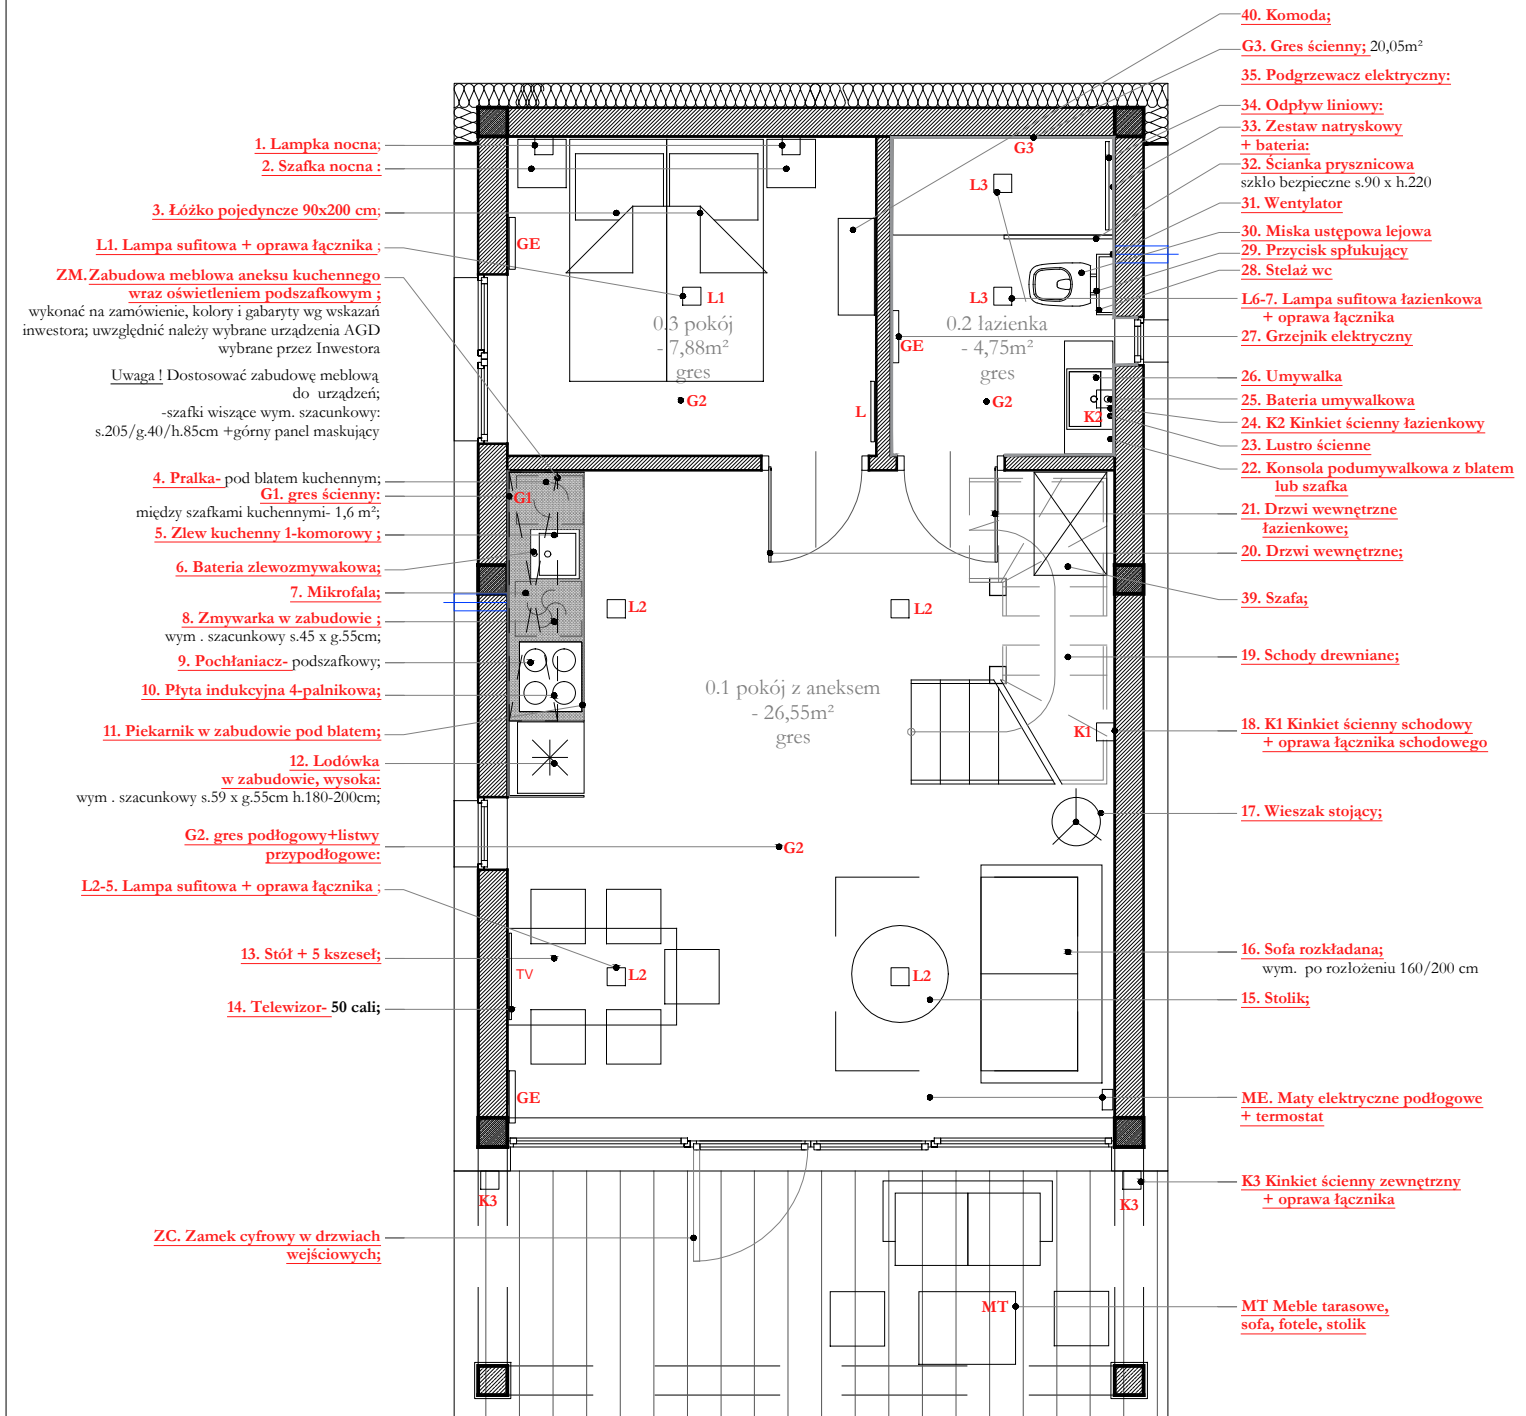 1. Lampka nocna;
2. Szafka nocna :
3. Łóżko pojedyncze 90x200 cm;
L1. Lampa sufitowa + oprawa łącznika ;
ZM. Zabudowa meblowa aneksu kuchennego
wraz oświetleniem podszafkowym ;
wykonać na zamówienie, kolory i gabaryty wg wskazań
inwestora; uwzględnić należy wybrane urządzenia AGD
wybrane przez Inwestora
Uwaga ! Dostosować zabudowę meblową
do urządzeń;
-szafki wiszące wym. szacunkowy:
s.205/g.40/h.85cm +górny panel maskujący
4. Pralka- pod blatem kuchennym;
G1. gres ścienny:
między szafkami kuchennymi- 1,6 m²;
5. Zlew kuchenny 1-komorowy ;
6. Bateria zlewozmywakowa;
7. Mikrofala;
8. Zmywarka w zabudowie ;
wym . szacunkowy s.45 x g.55cm;
9. Pochłaniacz- podszafkowy;
10. Płyta indukcyjna 4-palnikowa;
11. Piekarnik w zabudowie pod blatem;
12. Lodówka
w zabudowie, wysoka:
wym . szacunkowy s.59 x g.55cm h.180-200cm;
G2. gres podłogowy+listwy
przypodłogowe:
L2-5. Lampa sufitowa + oprawa łącznika ;
13. Stół + 5 kszeseł;
14. Telewizor- 50 cali;
ZC. Zamek cyfrowy w drzwiach
wejściowych;
GE
L1
0.3 pokój
- 7,88m²
gres
G2
L
G3
L3
L3
0.2 łazienka
- 4,75m²
gres
GE
G2
K2
G1
L2
L2
0.1 pokój z aneksem
- 26,55m²
gres
K1
G2
TV
L2
L2
GE
K3
K3
MT
40. Komoda;
G3. Gres ścienny; 20,05m²
35. Podgrzewacz elektryczny:
34. Odpływ liniowy:
33. Zestaw natryskowy
+ bateria:
32. Ścianka prysznicowa
szkło bezpieczne s.90 x h.220
31. Wentylator
30. Miska ustępowa lejowa
29. Przycisk spłukujący
28. Stelaż wc
L6-7. Lampa sufitowa łazienkowa
+ oprawa łącznika
27. Grzejnik elektryczny
26. Umywalka
25. Bateria umywalkowa
24. K2 Kinkiet ścienny łazienkowy
23. Lustro ścienne
22. Konsola podumywalkowa z blatem
lub szafka
21. Drzwi wewnętrzne
łazienkowe;
20. Drzwi wewnętrzne;
39. Szafa;
19. Schody drewniane;
18. K1 Kinkiet ścienny schodowy
+ oprawa łącznika schodowego
17. Wieszak stojący;
16. Sofa rozkładana;
wym. po rozłożeniu 160/200 cm
15. Stolik;
ME. Maty elektryczne podłogowe
+ termostat
K3 Kinkiet ścienny zewnętrzny
+ oprawa łącznika
MT Meble tarasowe,
sofa, fotele, stolik